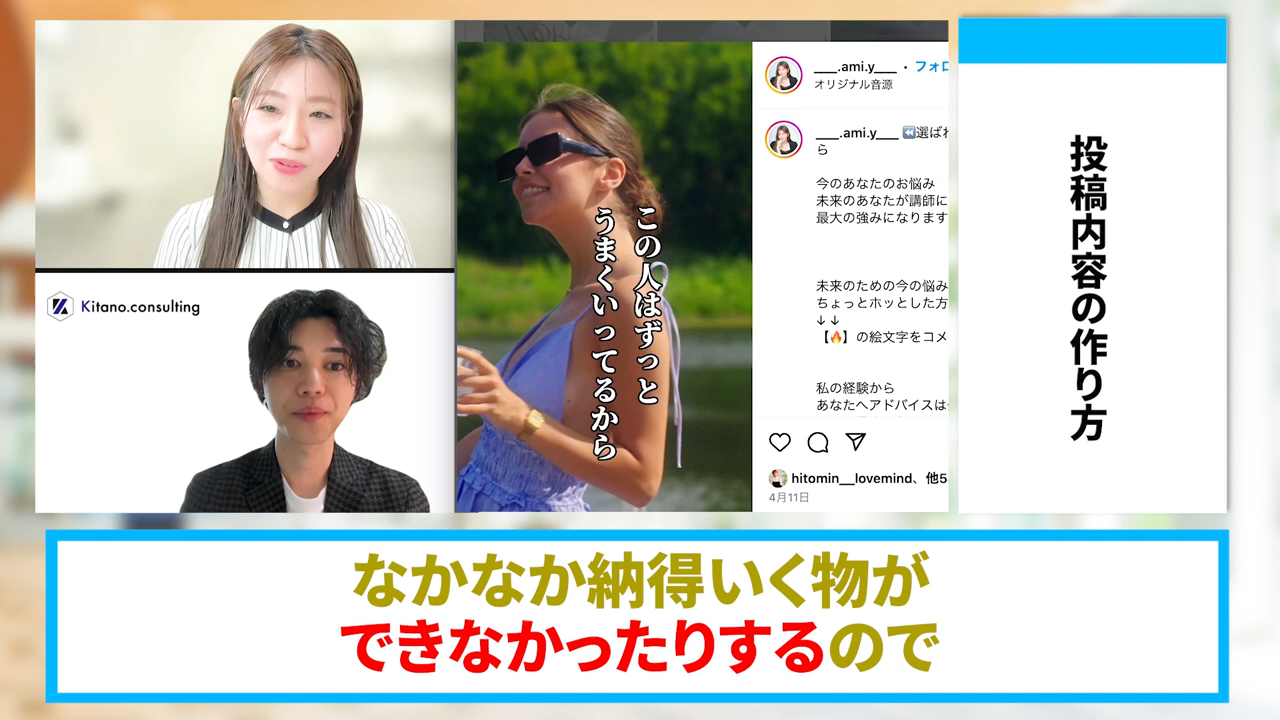 Kitano.consulting
この人はずっと
うまくいってるから
___.ami.y___ ・ フォロ
オリジナル音源
___.ami.y___ ⏪選ばれ
ら
今のあなたのお悩み
未来のあなたが講師に
最大の強みになります
未来のための今の悩み
ちょっとホッとした方
↓↓
【🔥】の絵文字をコメ
私の経験から
あなたへアドバイスは
hitomin__lovemind、他5
4月11日
投稿内容の作り方
なかなか納得いく物が
できなかったりするので